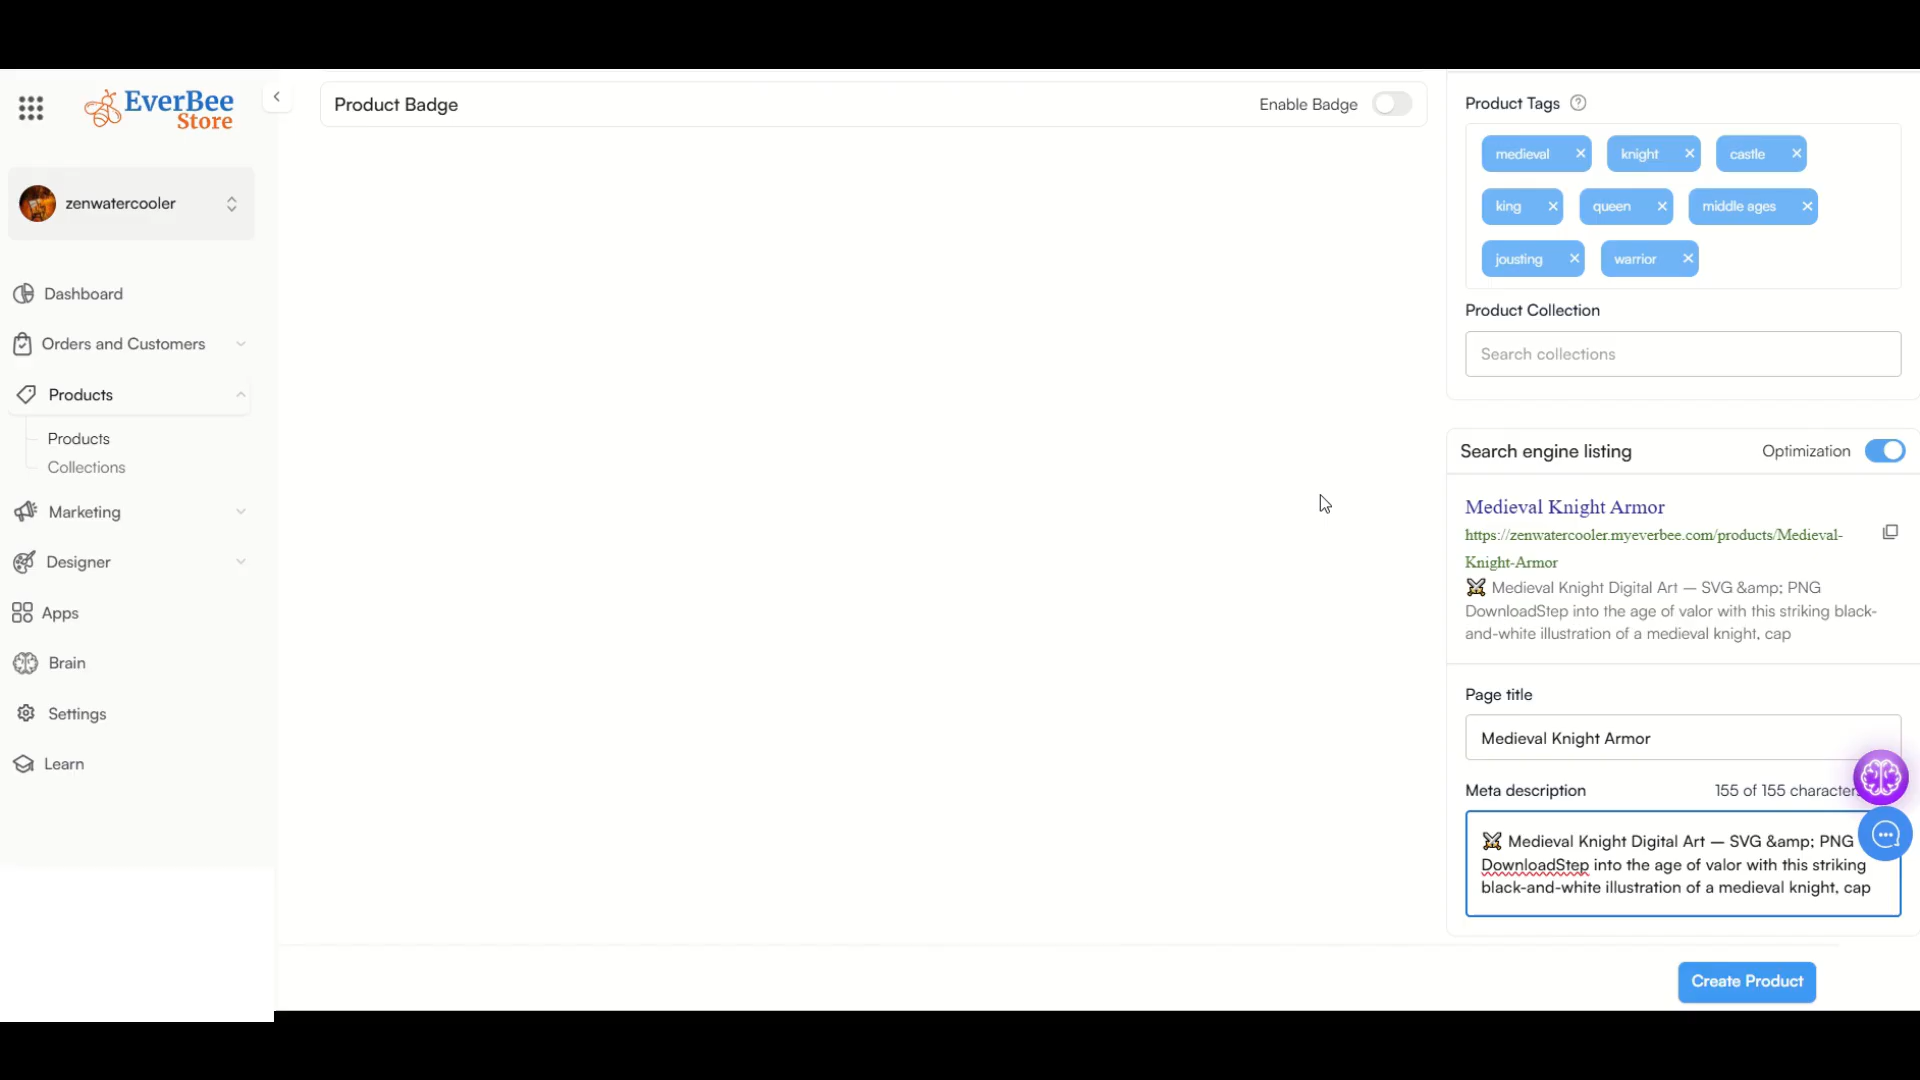 EverBee
Store
zenwatercooler
Dashboard
Orders and Customers
Products
Products
Collections
Marketing
Designer
Apps
Brain
Settings
Learn
Product Badge
Enable Badge
Product Tags ?
medieval × knight × castle ×
king × queen × middle ages ×
jousting × warrior ×
Product Collection
Search collections
Search engine listing
Optimization
Medieval Knight Armor
https://zenwatercooler.myeverbee.com/products/Medieval-
Knight-Armor
⚔️ Medieval Knight Digital Art – SVG &amp; PNG
DownloadStep into the age of valor with this striking black-
and-white illustration of a medieval knight, cap
Page title
Medieval Knight Armor
Meta description
155 of 155 character
⚔️ Medieval Knight Digital Art – SVG &amp; PNG
DownloadStep into the age of valor with this striking
black-and-white illustration of a medieval knight, cap
Create Product